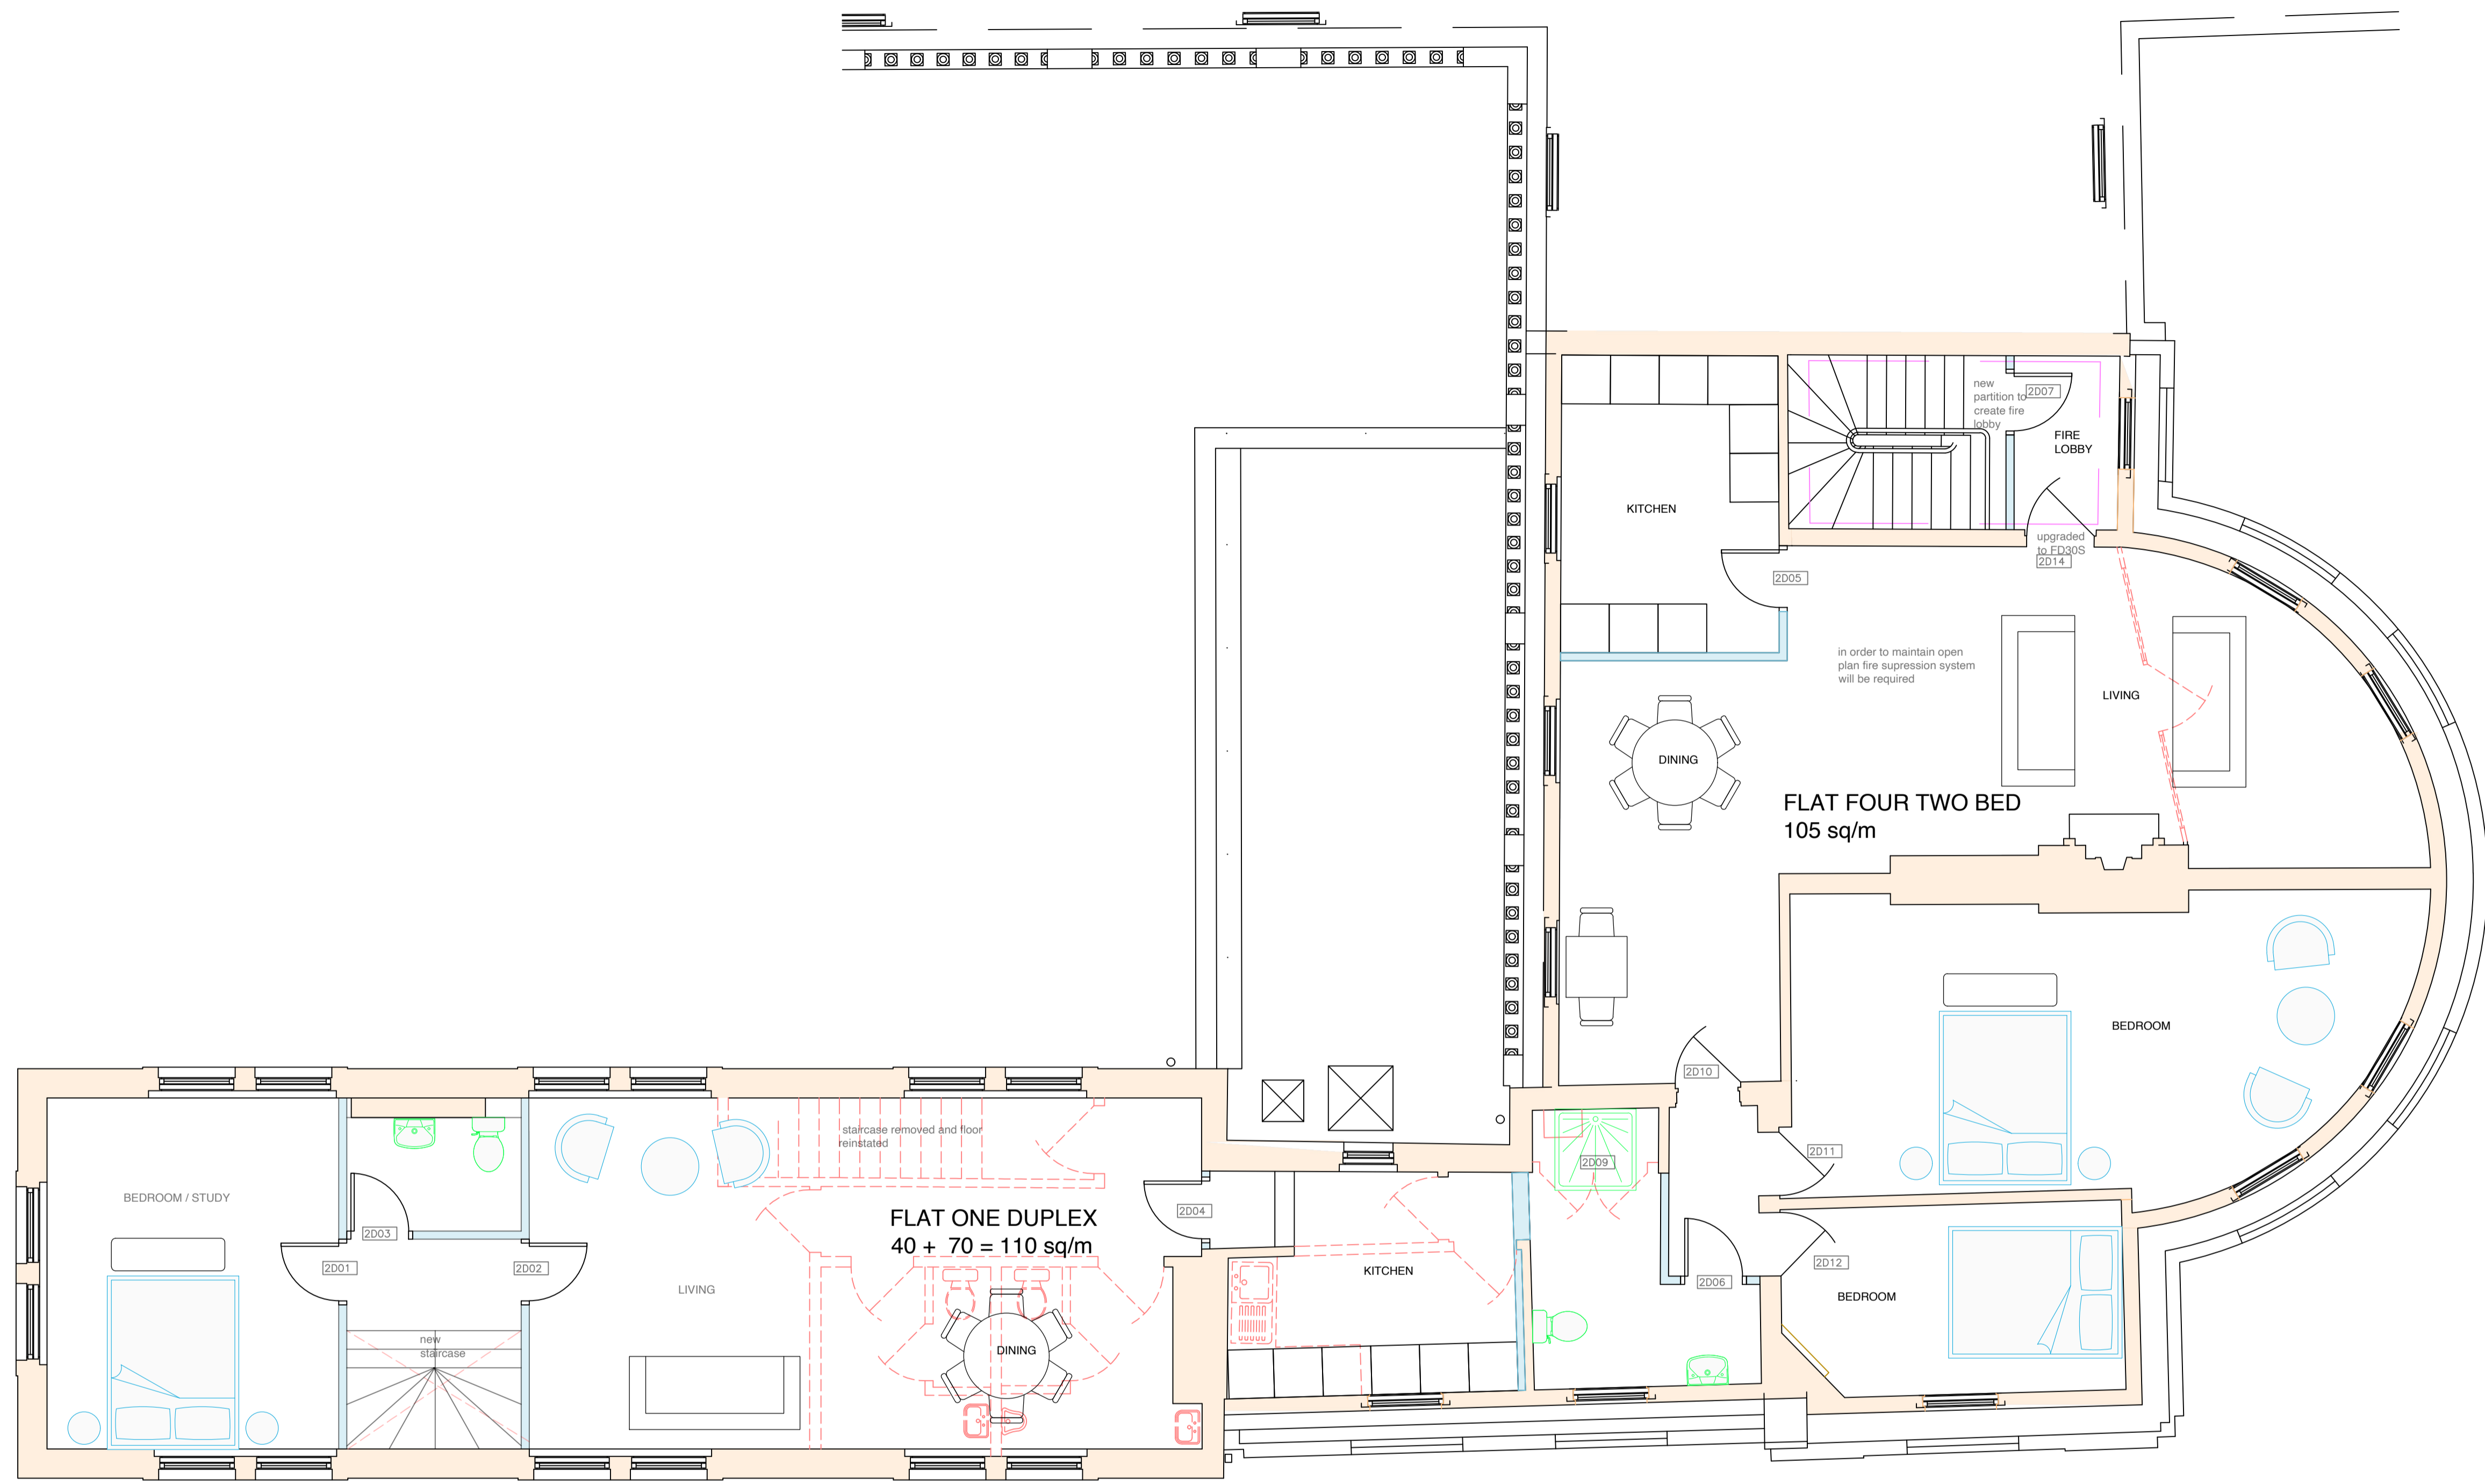 new
partition to
create fire
lobby
2D07
FIRE
LOBBY
KITCHEN
upgraded
to FD30S
2D14
2D05
in order to maintain open
plan fire supression system
will be required
LIVING
DINING
FLAT FOUR TWO BED
105 sq/m
BEDROOM
2D10
2D11
2D09
2D12
2D06
BEDROOM
staircase removed and floor
reinstated
BEDROOM / STUDY
2D03
2D01
2D02
2D04
FLAT ONE DUPLEX
40 + 70 = 110 sq/m
LIVING
KITCHEN
DINING
new
staircase